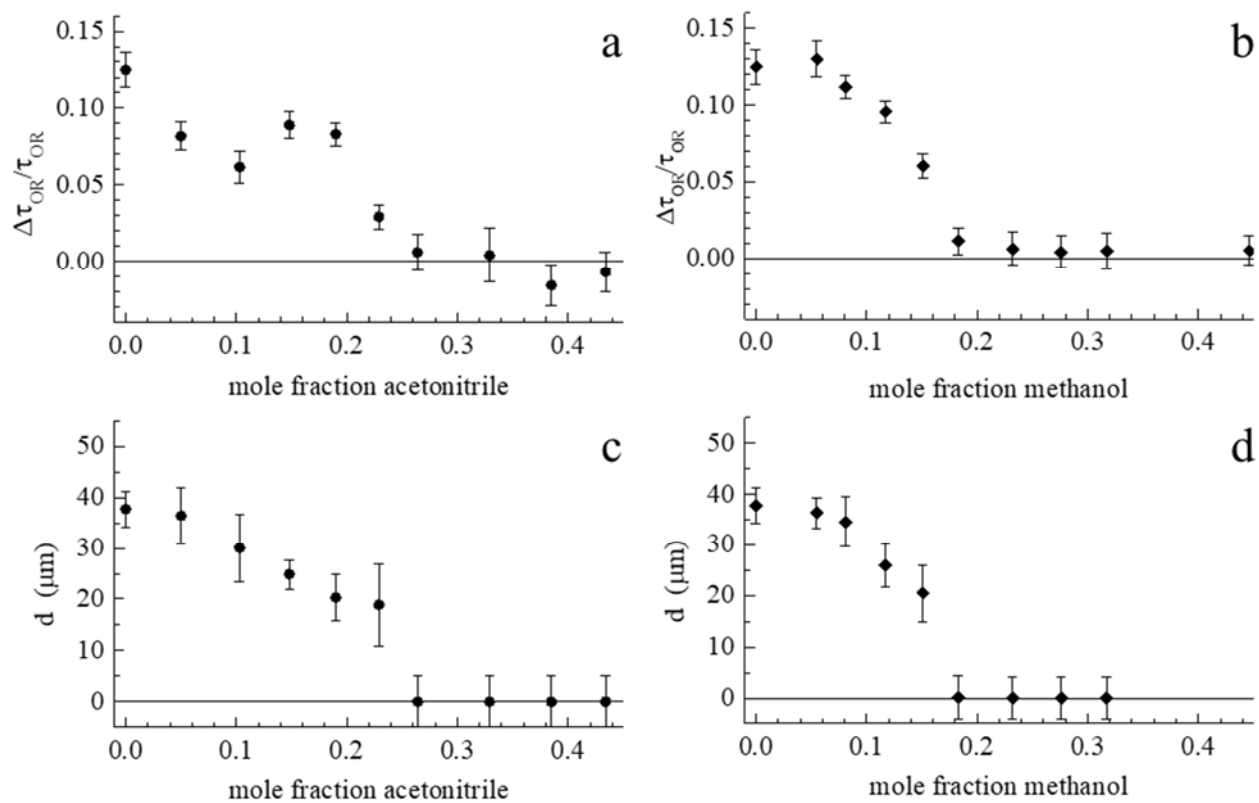 a
0.15
0.10
0.05
0.00
Δτ_OR/τ_OR
0.0 0.1 0.2 0.3 0.4
mole fraction acetonitrile
b
0.15
0.10
0.05
0.00
Δτ_OR/τ_OR
0.0 0.1 0.2 0.3 0.4
mole fraction methanol
c
50
40
30
20
10
0
d (μm)
0.0 0.1 0.2 0.3 0.4
mole fraction acetonitrile
d
50
40
30
20
10
0
d (μm)
0.0 0.1 0.2 0.3 0.4
mole fraction methanol